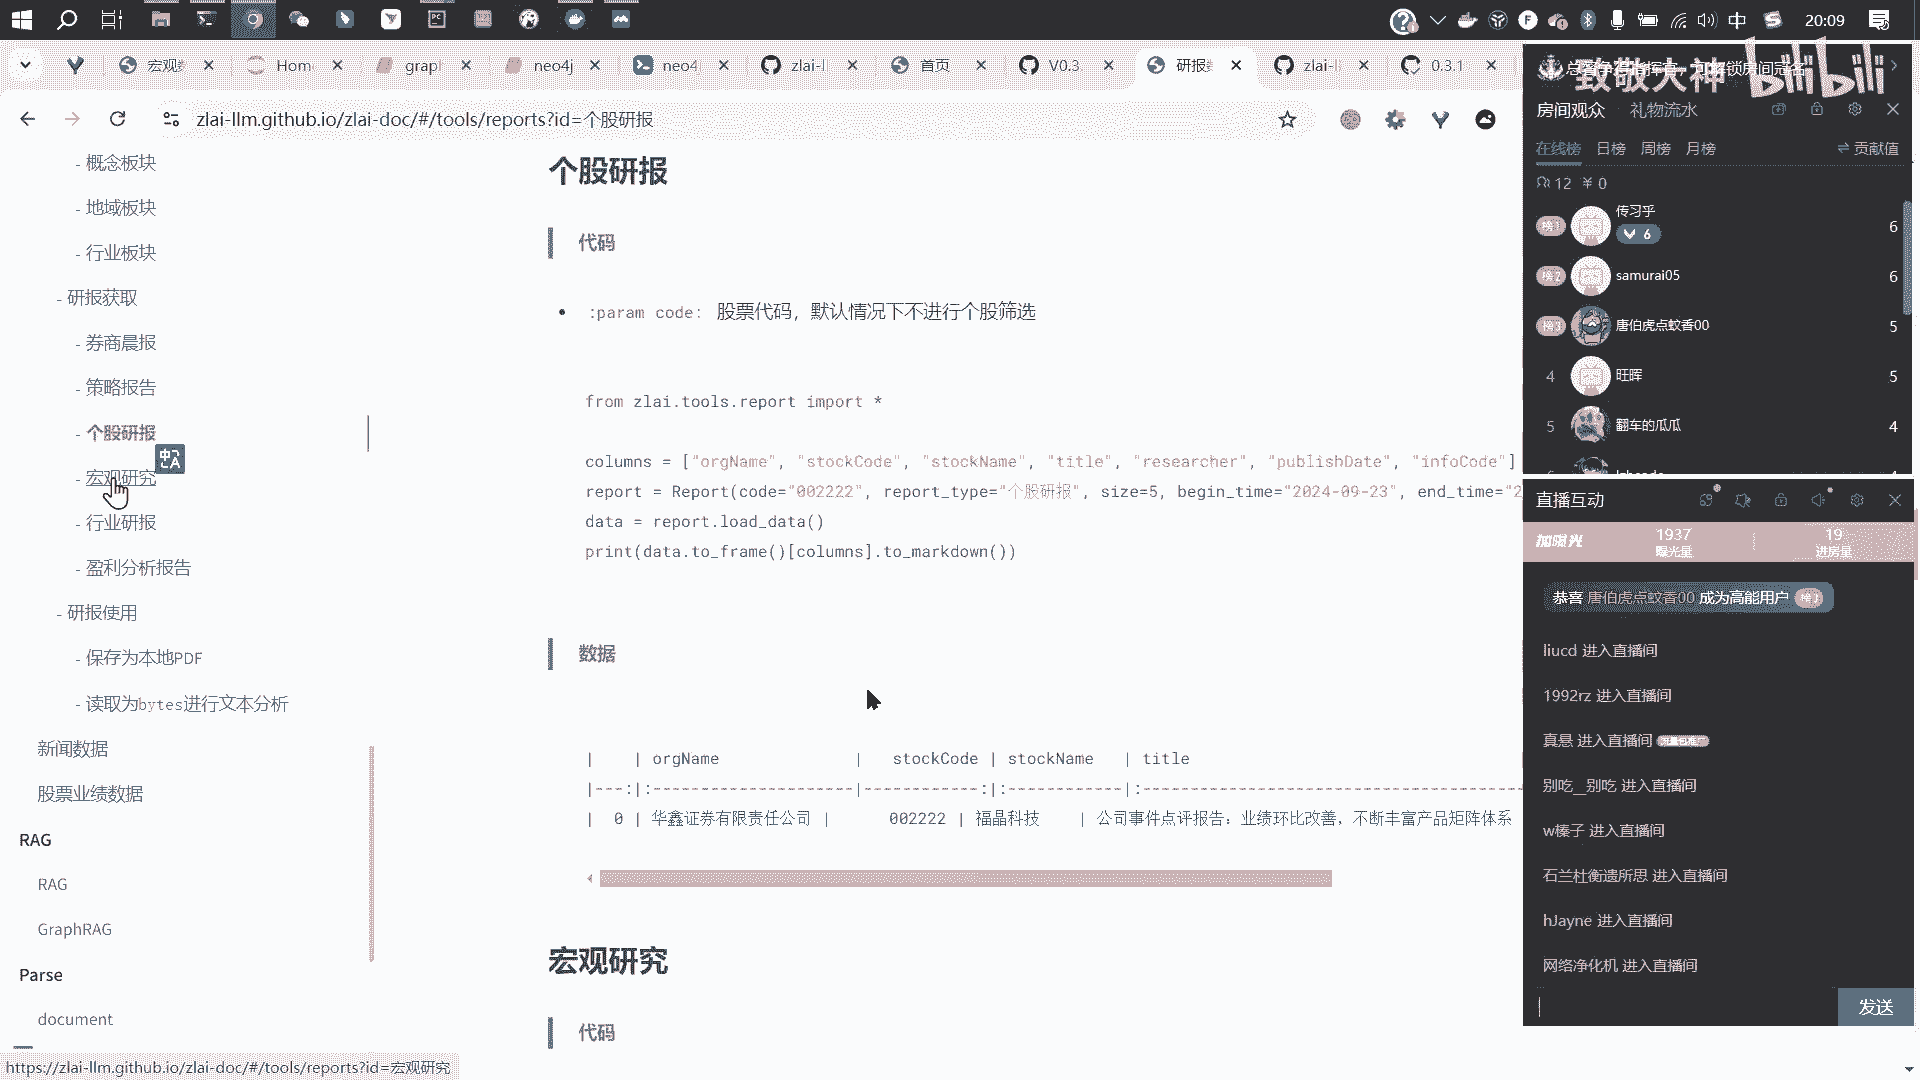 中
20:09
宏观数
Hom
grap
neo4j
neo4
zlai-l
首页
V0.3
研报数
zlai-l
0.3.1
zlai-llm.github.io/zlai-doc/#/tools/reports?id=个股研报
- 概念板块
- 地域板块
- 行业板块
- 研报获取
- 券商晨报
- 策略报告
- 个股研报
- 宏观研究
- 行业研报
- 盈利分析报告
- 研报使用
- 保存为本地PDF
- 读取为bytes进行文本分析
新闻数据
股票业绩数据
RAG
RAG
GraphRAG
Parse
document
https://zlai-llm.github.io/zlai-doc/#/tools/reports?id=宏观研究
个股研报
代码
:param code: 股票代码，默认情况下不进行个股筛选
from zlai.tools.report import *
columns = ["orgName", "stockCode", "stockName", "title", "researcher", "publishDate", "infoCode"]
report = Report(code="002222", report_type="个股研报", size=5, begin_time="2024-09-23", end_time="2
data = report.load_data()
print(data.to_frame()[columns].to_markdown())
数据
| | orgName | stockCode | stockName | title
|---:|:---------------------|------------:|:------------|:------------------------------------------------
| 0 | 华鑫证券有限责任公司 | 002222 | 福晶科技 | 公司事件点评报告：业绩环比改善，不断丰富产品矩阵体系
宏观研究
代码
致敬大神 bilibili
房间观众 礼物流水
在线榜 日榜 周榜 月榜 贡献值
12 ¥ 0
榜1 传习乎 6
6
榜2 samurai05 6
榜3 唐伯虎点蚊香00 5
4 旺晖 5
5 翻车的瓜瓜 4
直播互动
加曝光 1937 19
曝光量 进房量
恭喜 唐伯虎点蚊香00 成为高能用户 榜3
liucd 进入直播间
1992rz 进入直播间
真悬 进入直播间
别吃__别吃 进入直播间
w榛子 进入直播间
石兰杜衡遗所思 进入直播间
hJayne 进入直播间
网络净化机 进入直播间
发送